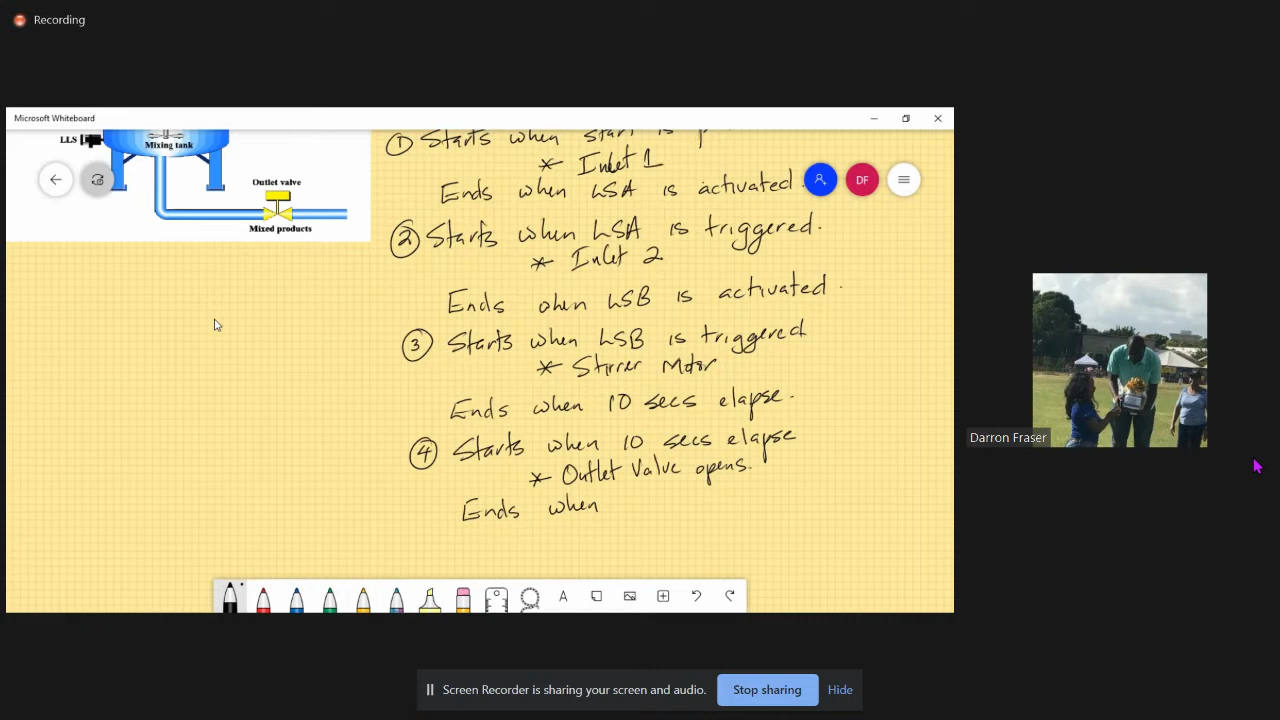 Recording
Microsoft Whiteboard
LLS
Mixing tank
Outlet valve
Mixed products
① Starts when start is
* Inlet 1
Ends when LSA is activated.
② Starts when LSA is triggered.
* Inlet 2
Ends when LSB is activated.
③ Starts when LSB is triggered
* Stirrer Motor
Ends when 10 secs elapse.
④ Starts when 10 secs elapse
* Outlet Valve opens.
Ends when
DF
A
Darron Fraser
Screen Recorder is sharing your screen and audio.
Stop sharing
Hide